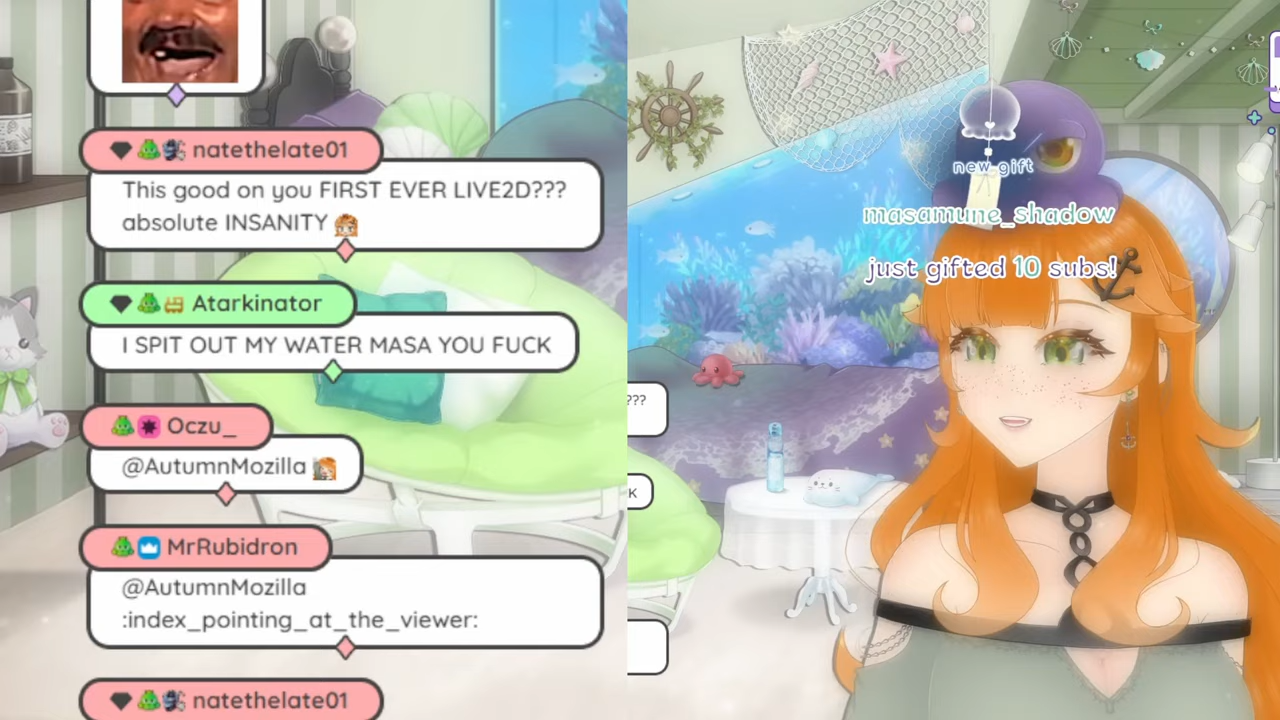 natethelate01
This good on you FIRST EVER LIVE2D???
absolute INSANITY
Atarkinator
I SPIT OUT MY WATER MASA YOU FUCK
Oczu_
@AutumnMozilla
MrRubidron
@AutumnMozilla
:index_pointing_at_the_viewer:
natethelate01
new gift
masamune_shadow
just gifted 10 subs!
???
K